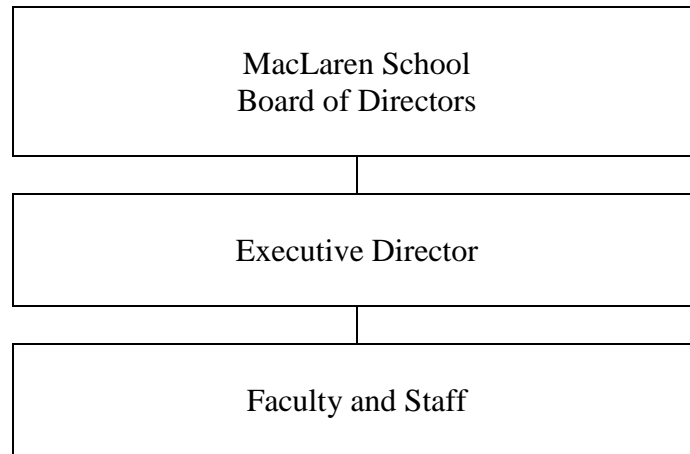 MacLaren School
Board of Directors
Executive Director
Faculty and Staff